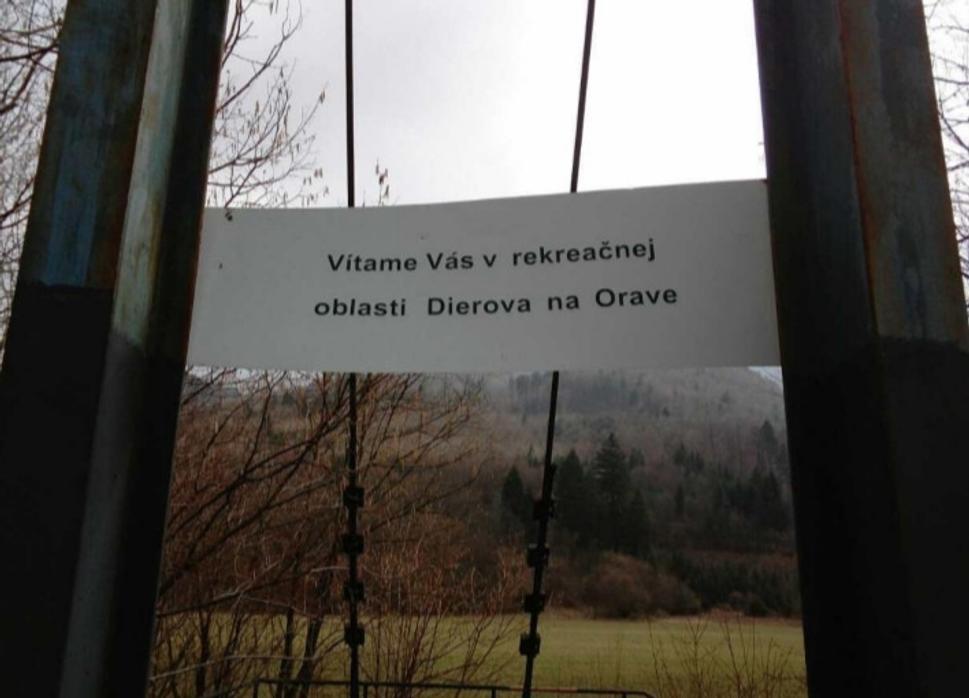 Vítame Vás v rekreačnej
oblasti Dierova na Orave